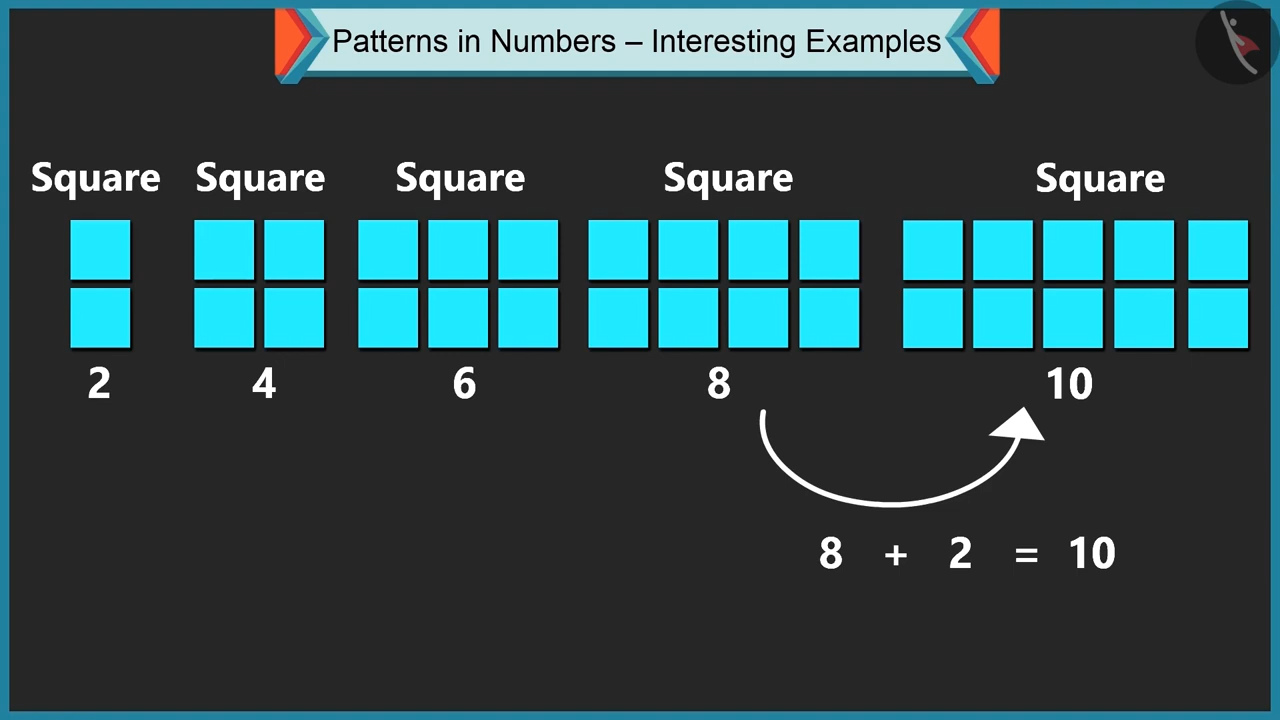 Patterns in Numbers – Interesting Examples
Square Square Square Square Square
2 4 6 8 10
8 + 2 = 10